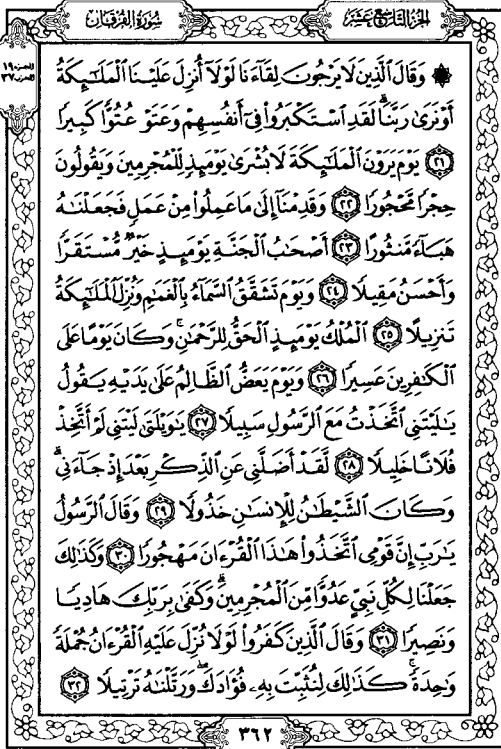 الجزء التاسع عشر
سورة الفرقان
۞ وَقَالَ ٱلَّذِينَ لَا يَرْجُونَ لِقَآءَنَا لَوْلَآ أُنزِلَ عَلَيْنَا ٱلْمَلَٰٓئِكَةُ
أَوْ نَرَىٰ رَبَّنَا ۗ لَقَدِ ٱسْتَكْبَرُوا۟ فِىٓ أَنفُسِهِمْ وَعَتَوْ عُتُوًّا كَبِيرًا
٢١ يَوْمَ يَرَوْنَ ٱلْمَلَٰٓئِكَةَ لَا بُشْرَىٰ يَوْمَئِذٍ لِّلْمُجْرِمِينَ وَيَقُولُونَ
حِجْرًا مَّحْجُورًا ٢٢ وَقَدِمْنَآ إِلَىٰ مَا عَمِلُوا۟ مِنْ عَمَلٍ فَجَعَلْنَٰهُ
هَبَآءً مَّنثُورًا ٢٣ أَصْحَٰبُ ٱلْجَنَّةِ يَوْمَئِذٍ خَيْرٌ مُّسْتَقَرًّا
وَأَحْسَنُ مَقِيلًا ٢٤ وَيَوْمَ تَشَقَّقُ ٱلسَّمَآءُ بِٱلْغَمَٰمِ وَنُزِّلَ ٱلْمَلَٰٓئِكَةُ
تَنزِيلًا ٢٥ ٱلْمُلْكُ يَوْمَئِذٍ ٱلْحَقُّ لِلرَّحْمَٰنِ ۚ وَكَانَ يَوْمًا عَلَى
ٱلْكَٰفِرِينَ عَسِيرًا ٢٦ وَيَوْمَ يَعَضُّ ٱلظَّالِمُ عَلَىٰ يَدَيْهِ يَقُولُ
يَٰلَيْتَنِى ٱتَّخَذْتُ مَعَ ٱلرَّسُولِ سَبِيلًا ٢٧ يَٰوَيْلَتَىٰ لَيْتَنِى لَمْ أَتَّخِذْ
فُلَانًا خَلِيلًا ٢٨ لَّقَدْ أَضَلَّنِى عَنِ ٱلذِّكْرِ بَعْدَ إِذْ جَآءَنِى ۗ
وَكَانَ ٱلشَّيْطَٰنُ لِلْإِنسَٰنِ خَذُولًا ٢٩ وَقَالَ ٱلرَّسُولُ
يَٰرَبِّ إِنَّ قَوْمِى ٱتَّخَذُوا۟ هَٰذَا ٱلْقُرْءَانَ مَهْجُورًا ٣٠ وَكَذَٰلِكَ
جَعَلْنَا لِكُلِّ نَبِىٍّ عَدُوًّا مِّنَ ٱلْمُجْرِمِينَ ۗ وَكَفَىٰ بِرَبِّكَ هَادِيًا
وَنَصِيرًا ٣١ وَقَالَ ٱلَّذِينَ كَفَرُوا۟ لَوْلَا نُزِّلَ عَلَيْهِ ٱلْقُرْءَانُ جُمْلَةً
وَٰحِدَةً ۚ كَذَٰلِكَ لِنُثَبِّتَ بِهِۦ فُؤَادَكَ ۖ وَرَتَّلْنَٰهُ تَرْتِيلًا ٣٢
٣٦٢